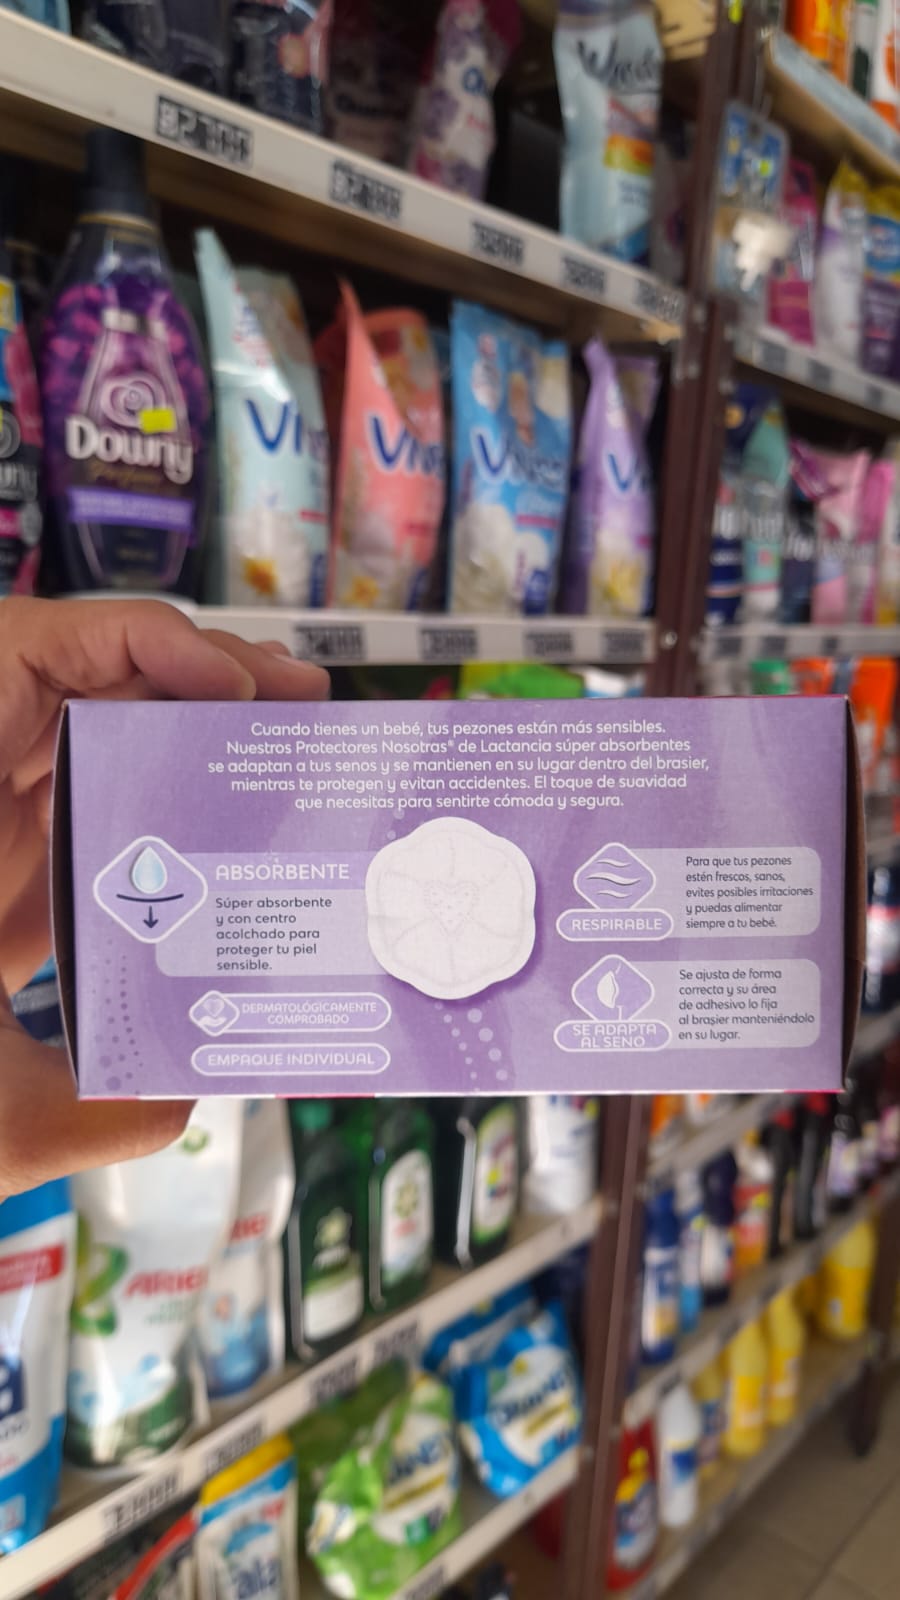 Downy
Cuando tienes un bebé, tus pezones están más sensibles.
Nuestros Protectores Nosotras® de Lactancia súper absorbentes
se adaptan a tus senos y se mantienen en su lugar dentro del brasier,
mientras te protegen y evitan accidentes. El toque de suavidad
que necesitas para sentirte cómoda y segura.
ABSORBENTE
Súper absorbente
y con centro
acolchado para
proteger tu piel
sensible.
DERMATOLÓGICAMENTE
COMPROBADO
EMPAQUE INDIVIDUAL
RESPIRABLE
Para que tus pezones
estén frescos, sanos,
evites posibles irritaciones
y puedas alimentar
siempre a tu bebé.
SE ADAPTA
AL SENO
Se ajusta de forma
correcta y su área
de adhesivo lo fija
al brasier manteniéndolo
en su lugar.